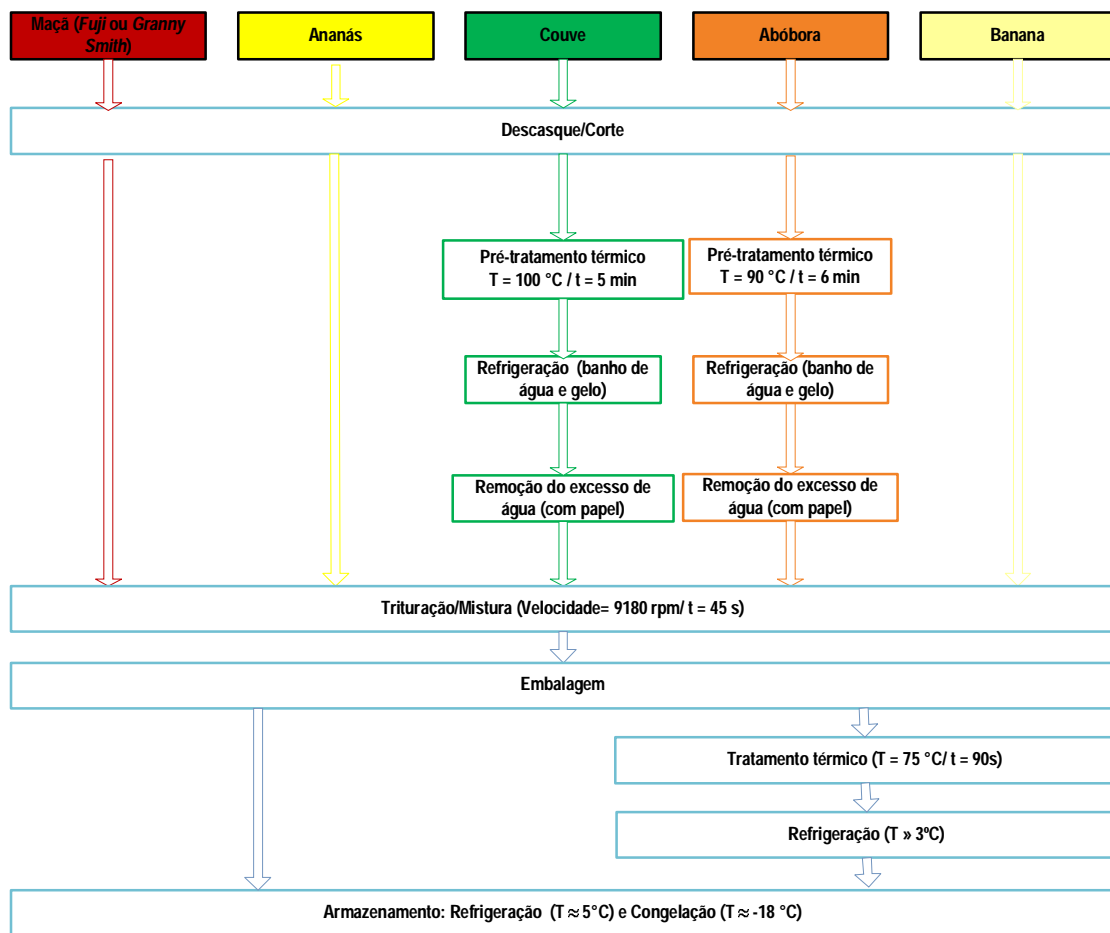 Maçã (Fuji ou Granny
Smith)
Ananás
Couve
Abóbora
Banana
Descasque/Corte
Pré-tratamento térmico
T = 100 °C / t = 5 min
Pré-tratamento térmico
T = 90 °C / t = 6 min
Refrigeração (banho de
água e gelo)
Refrigeração (banho de
água e gelo)
Remoção do excesso de
água (com papel)
Remoção do excesso de
água (com papel)
Trituração/Mistura (Velocidade= 9180 rpm/ t = 45 s)
Embalagem
Tratamento térmico (T = 75 °C/ t = 90s)
Refrigeração (T » 3ºC)
Armazenamento: Refrigeração (T ≈ 5°C) e Congelação (T ≈ -18 °C)